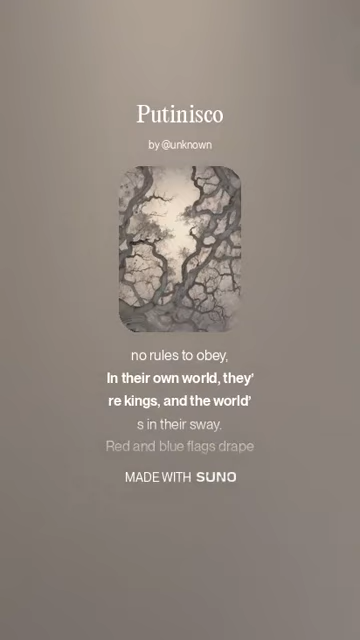 Putinisco
by @unknown
no rules to obey,
In their own world, they'
re kings, and the world'
s in their sway.
Red and blue flags drape
MADE WITH SUNO